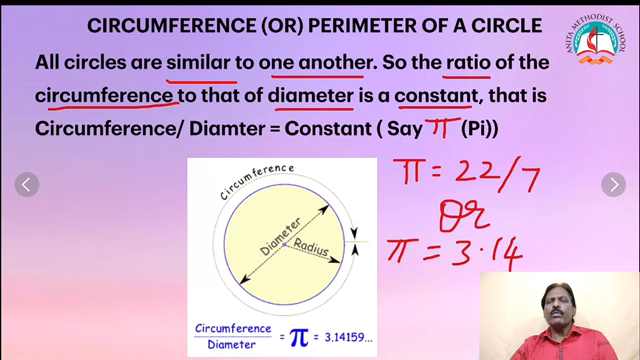 CIRCUMFERENCE (OR) PERIMETER OF A CIRCLE
All circles are similar to one another. So the ratio of the
circumference to that of diameter is a constant, that is
Circumference/ Diamter = Constant ( Say π (Pi))
ANITA METHODIST SCHOOL
Circumference
Diameter
Radius
π = 22/7
Or
π = 3.14
Circumference
Diameter
= π = 3.14159...